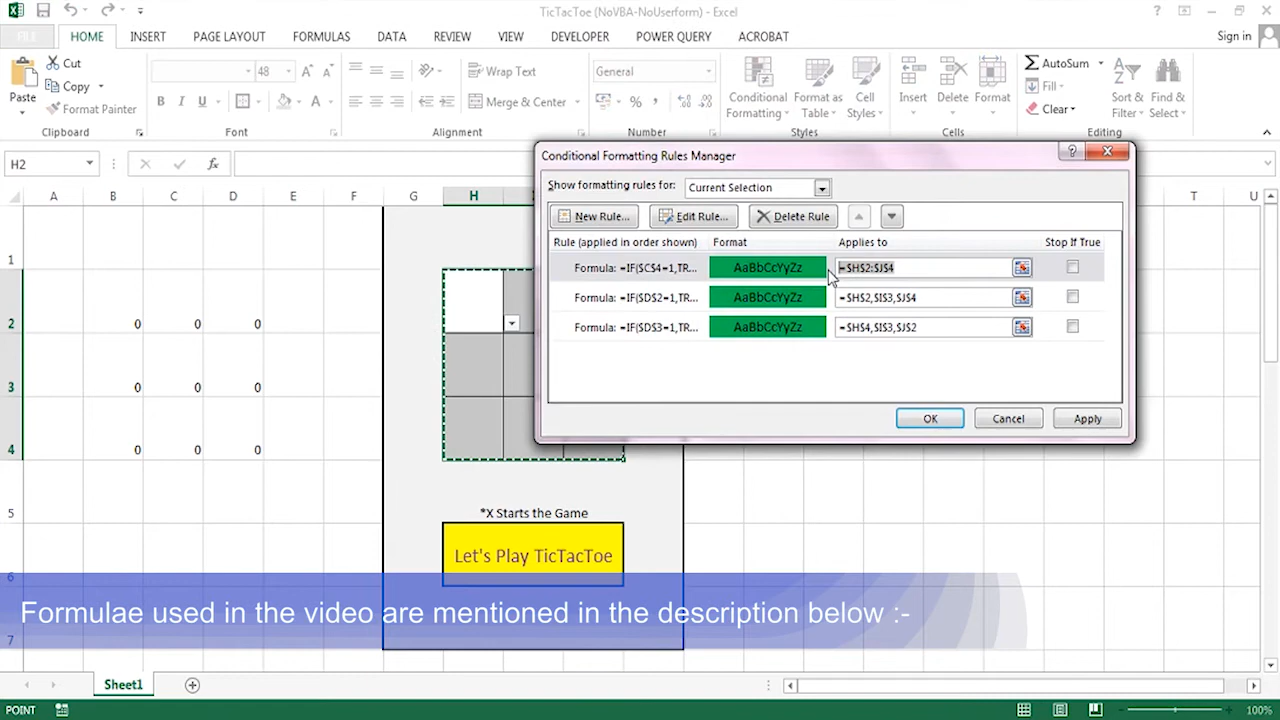 TicTacToe (NoVBA-NoUserform) - Excel
FILE HOME INSERT PAGE LAYOUT FORMULAS DATA REVIEW VIEW DEVELOPER POWER QUERY ACROBAT Sign in
Paste Cut Copy Format Painter
48 Wrap Text Merge & Center
B I U A A A
General % ,
Conditional Formatting Format as Table Cell Styles
Insert Delete Format
AutoSum Fill Clear Sort & Filter Find & Select
Clipboard Font Alignment Number Styles Cells Editing
H2 fx
A B C D E F G H T U
Conditional Formatting Rules Manager ?
Show formatting rules for: Current Selection
New Rule... Edit Rule... Delete Rule
Rule (applied in order shown) Format Applies to Stop If True
Formula: =IF($C$4=1,TR... AaBbCcYyZz =$H$2:$J$4
Formula: =IF($D$2=1,TR... AaBbCcYyZz =$H$2,$I$3,$J$4
Formula: =IF($D$3=1,TR... AaBbCcYyZz =$H$4,$I$3,$J$2
OK Cancel Apply
1
2 0 0 0
3 0 0 0
4 0 0 0
5 *X Starts the Game
Let's Play TicTacToe
6
Formulae used in the video are mentioned in the description below :-
7
Sheet1
POINT 100%